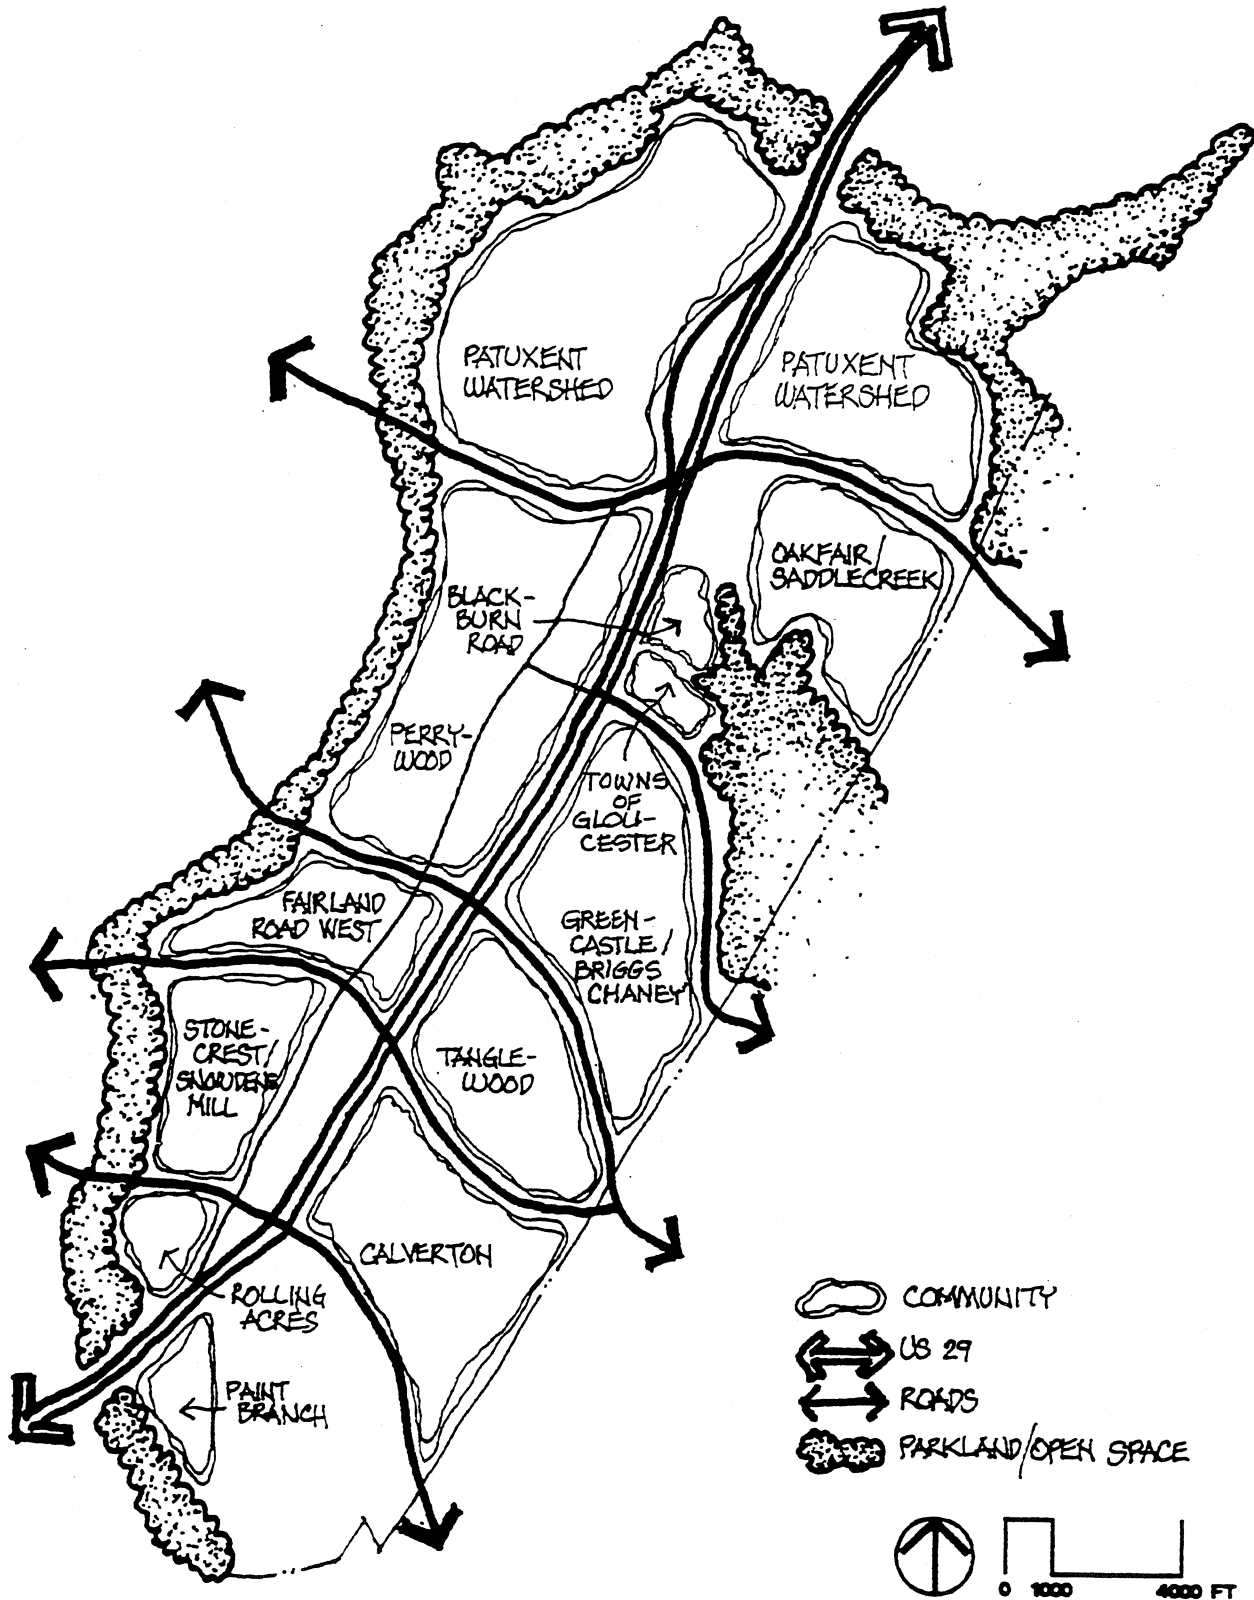 PATUXENT
WATERSHED
PATUXENT
WATERSHED
OAKFAIR/
SADDLECREEK
BLACK-
BURN
ROAD
PERRY-
WOOD
TOWNS
OF
GLOU-
CESTER
FAIRLAND
ROAD WEST
GREEN-
CASTLE/
BRIGGS
CHANEY
STONE-
CREST/
SNOWDENS
MILL
TANGLE-
WOOD
CALVERTON
ROLLING
ACRES
PAINT
BRANCH
COMMUNITY
US 29
ROADS
PARKLAND/OPEN SPACE
0 1000 4000 FT